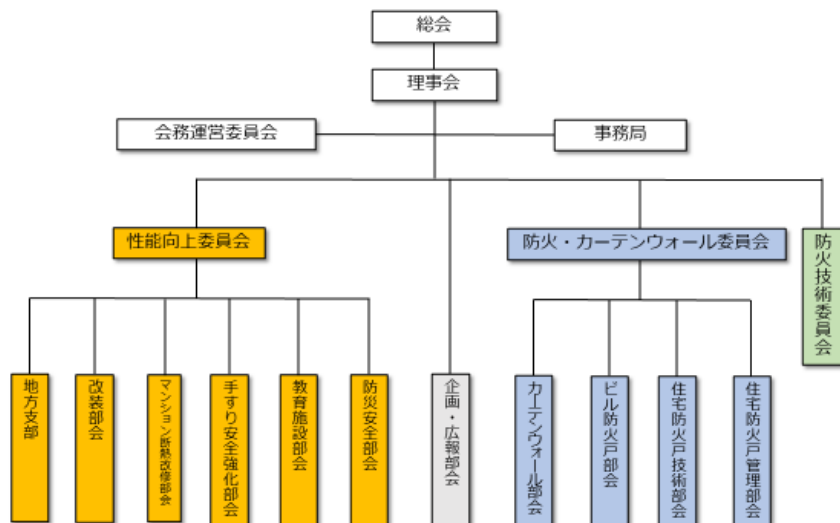 総会
理事会
会務運営委員会
事務局
性能向上委員会
防火・カーテンウォール委員会
防火技術委員会
地方支部
改装部会
マンション断熱改修部会
手すり安全強化部会
教育施設部会
防災安全部会
企画・広報部会
カーテンウォール部会
ビル防火戸部会
住宅防火戸技術部会
住宅防火戸管理部会